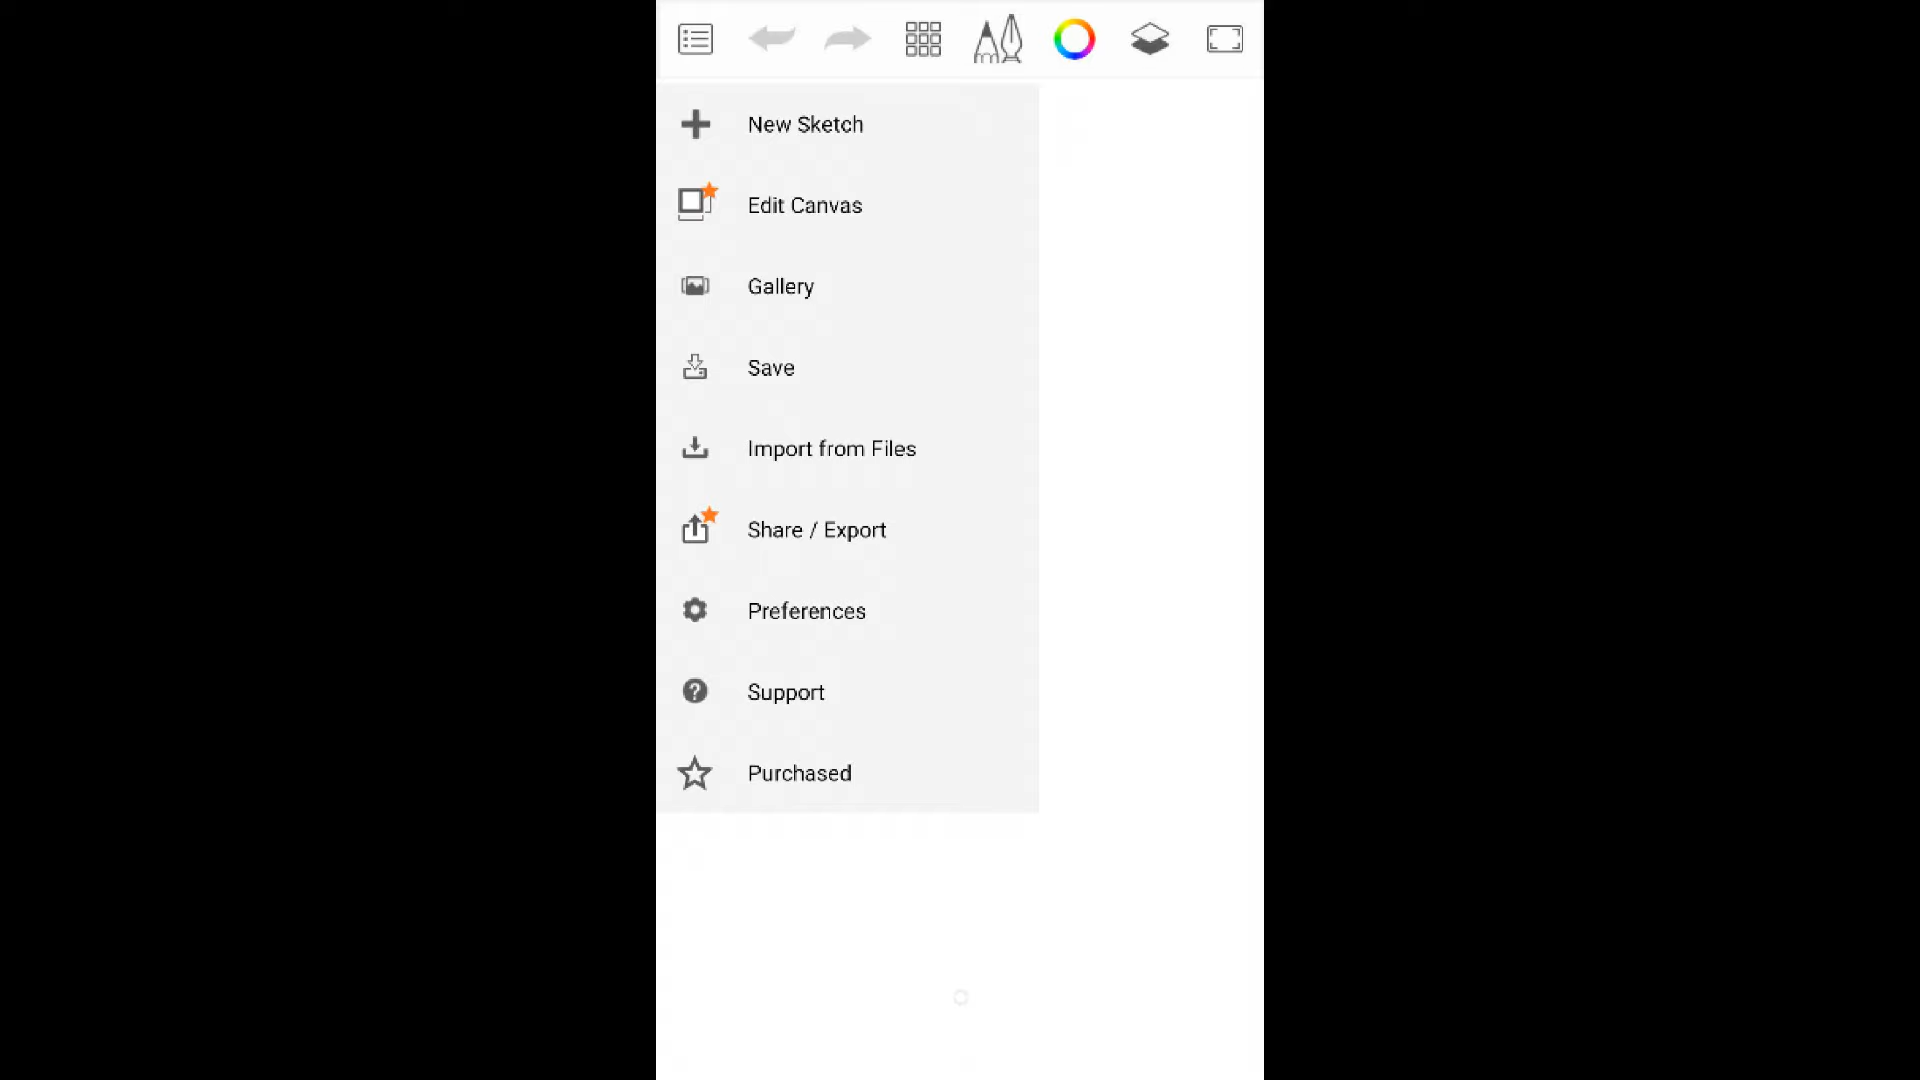 New Sketch
Edit Canvas
Gallery
Save
Import from Files
Share / Export
Preferences
Support
Purchased